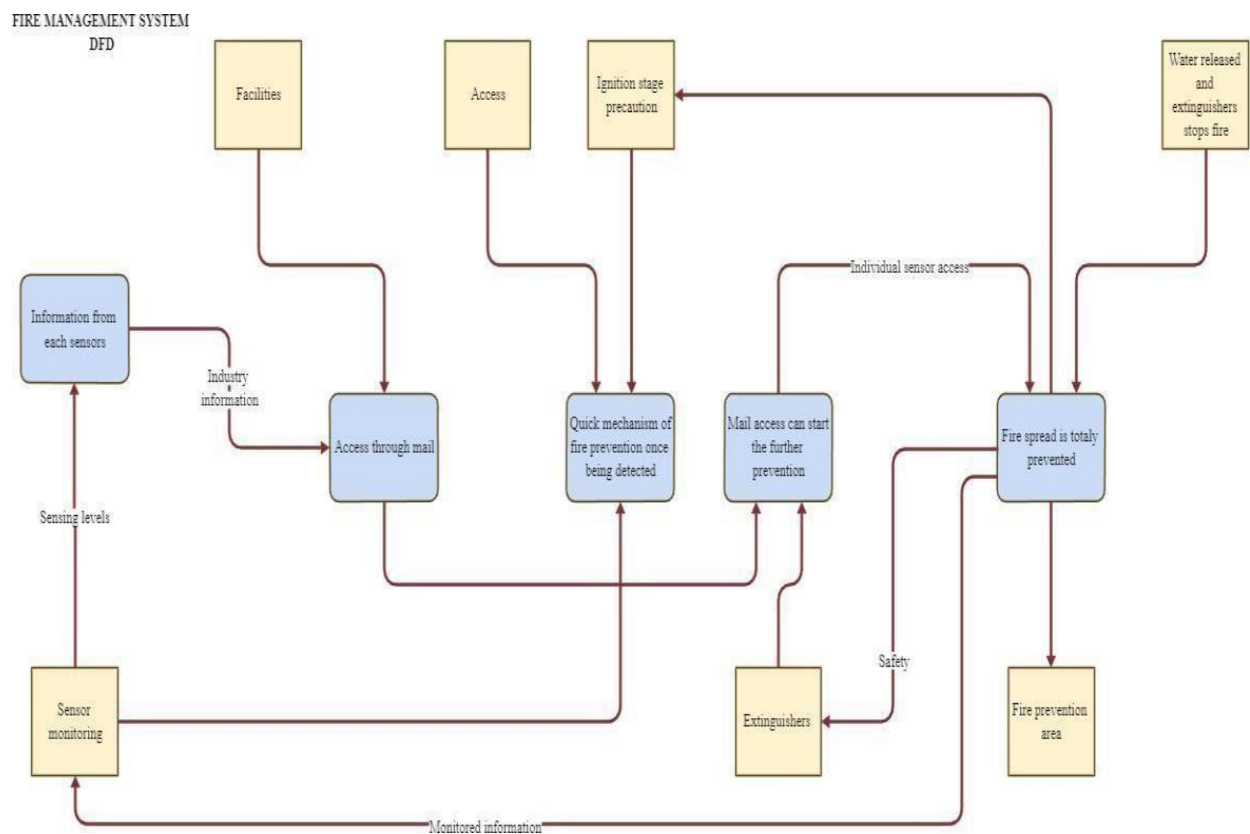 FIRE MANAGEMENT SYSTEM
DFD
Facilities
Access
Ignition stage
precaution
Water released
and
extinguishers
stops fire
Individual sensor access
Information from
each sensors
Industry
information
Access through mail
Quick mechanism of
fire prevention once
being detected
Mail access can start
the further
prevention
Fire spread is totaly
prevented
Sensing levels
Safety
Sensor
monitoring
Extinguishers
Fire prevention
area
Monitored information